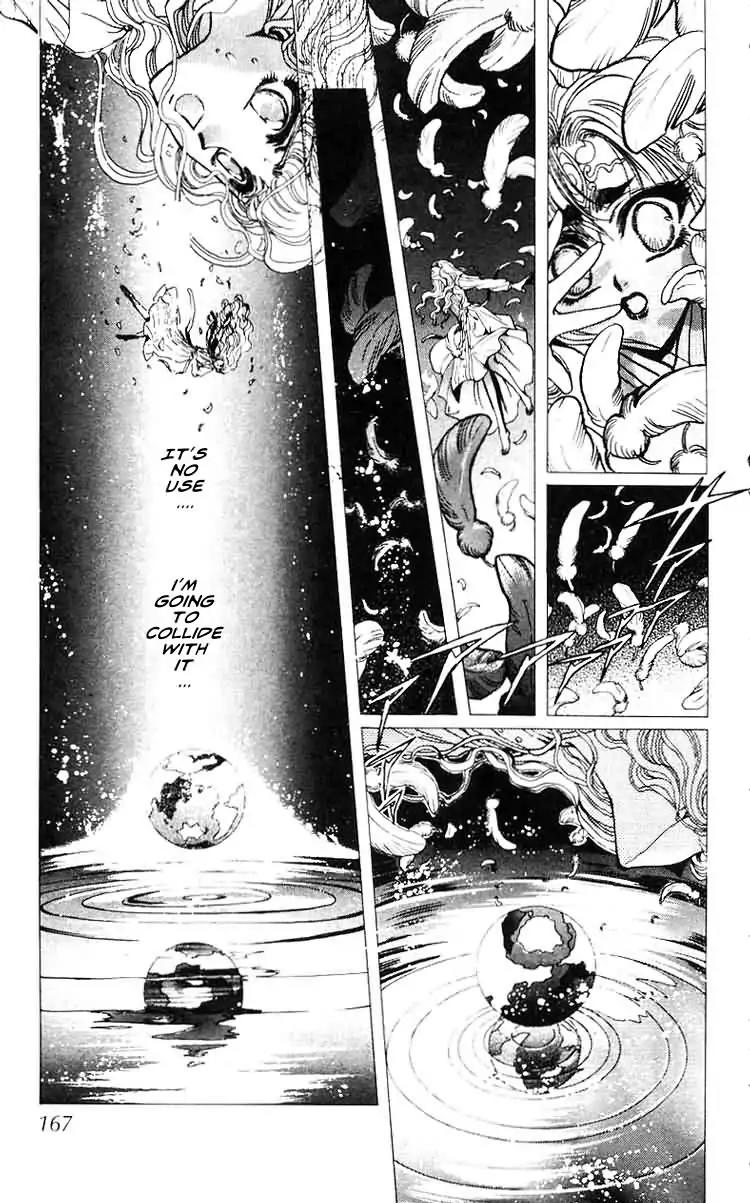 IT'S
NO
USE
....
I'M
GOING
TO
COLLIDE
WITH
IT
...
167